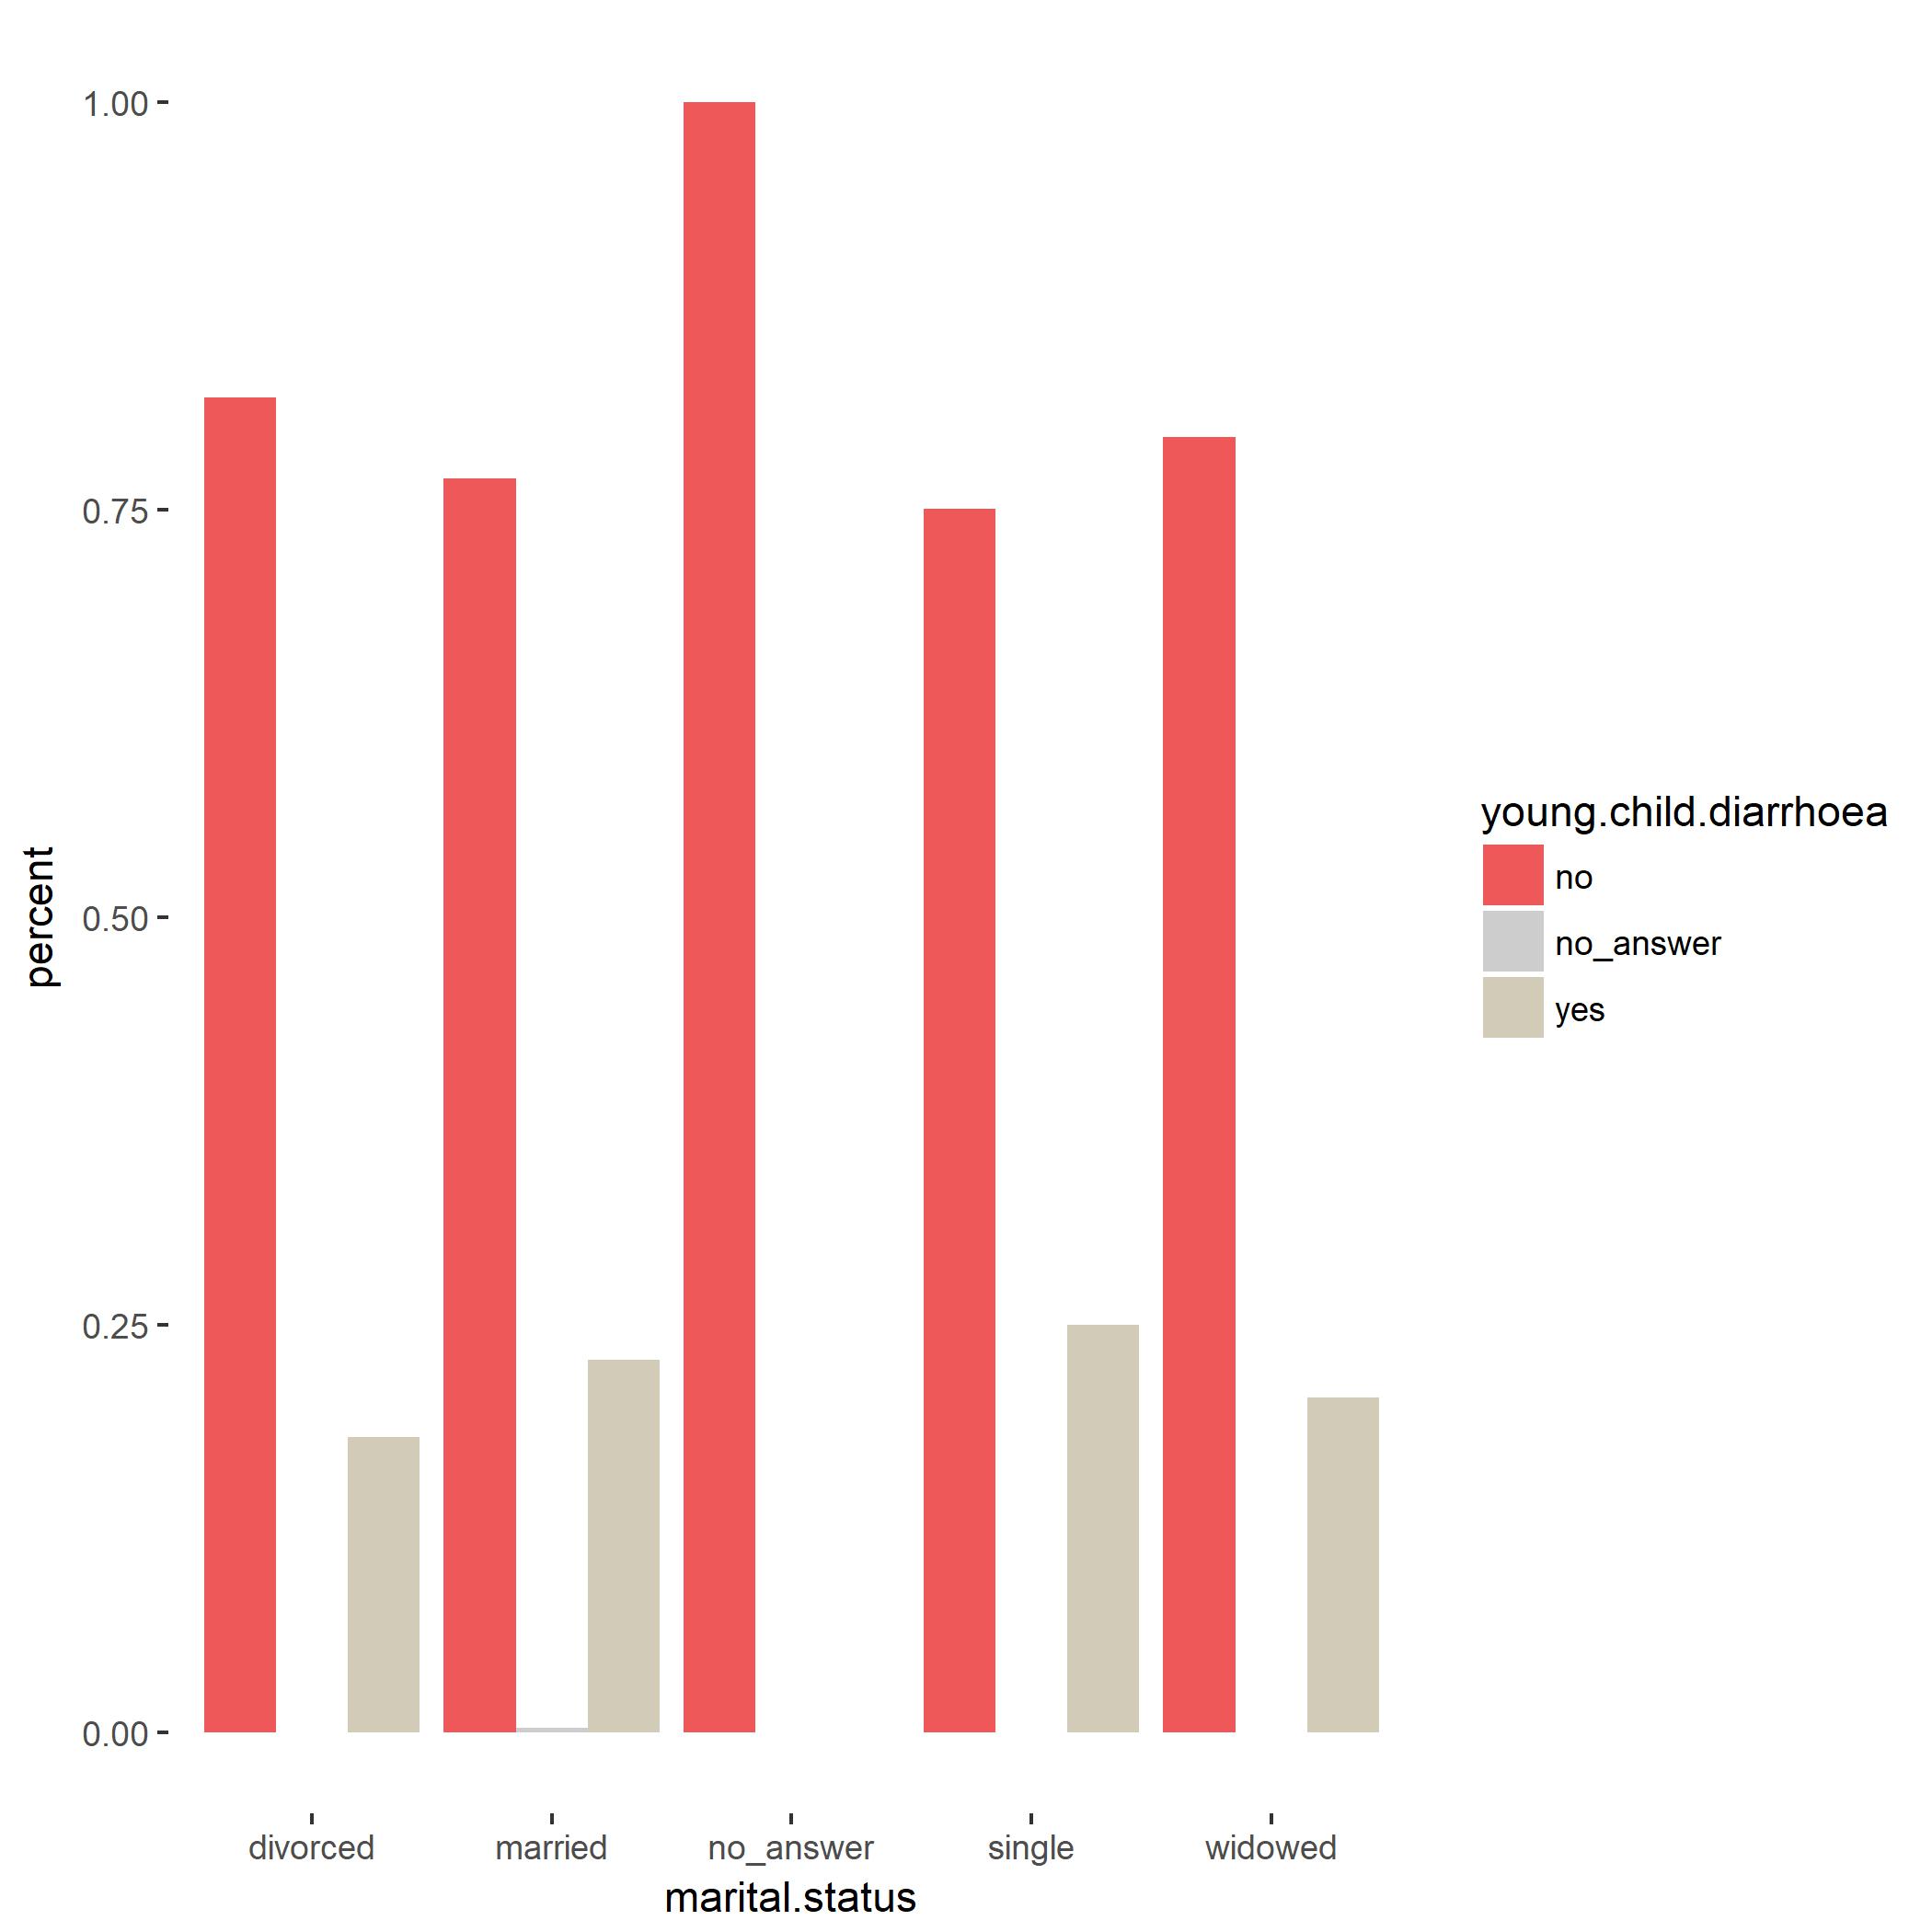 percent
1.00
0.75
0.50
0.25
0.00
divorced married no_answer single widowed
marital.status
young.child.diarrhoea
no
no_answer
yes